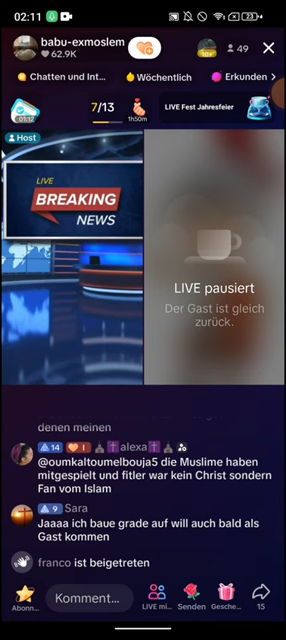 02:11
23
babu-exmoslem
62.9K
10x
49
Chatten und Int...
Wöchentlich
Erkunden
01:12
7/13
1h50m
LIVE Fest Jahresfeier
Host
LIVE
BREAKING
NEWS
LIVE pausiert
Der Gast ist gleich
zurück.
denen meinen
14 I alexa
@oumkaltoumelbouja5 die Muslime haben
mitgespielt und fitler war kein Christ sondern
Fan vom Islam
9 Sara
Jaaaa ich baue grade auf will auch bald als
Gast kommen
franco ist beigetreten
Komment...
Abonn...
LIVE mi...
Senden
Gesche...
15